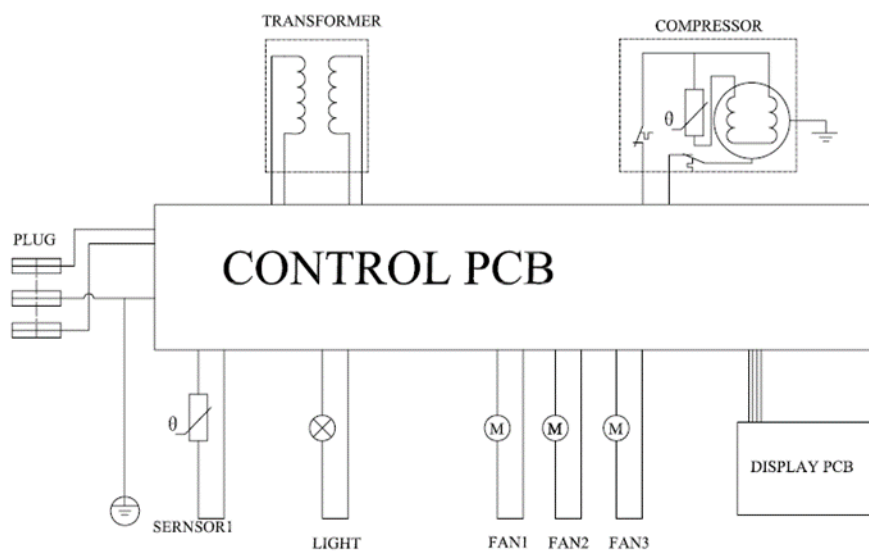 TRANSFORMER
COMPRESSOR
θ
PLUG
CONTROL PCB
θ
M
M
M
DISPLAY PCB
SERNSOR1
LIGHT
FAN1
FAN2
FAN3